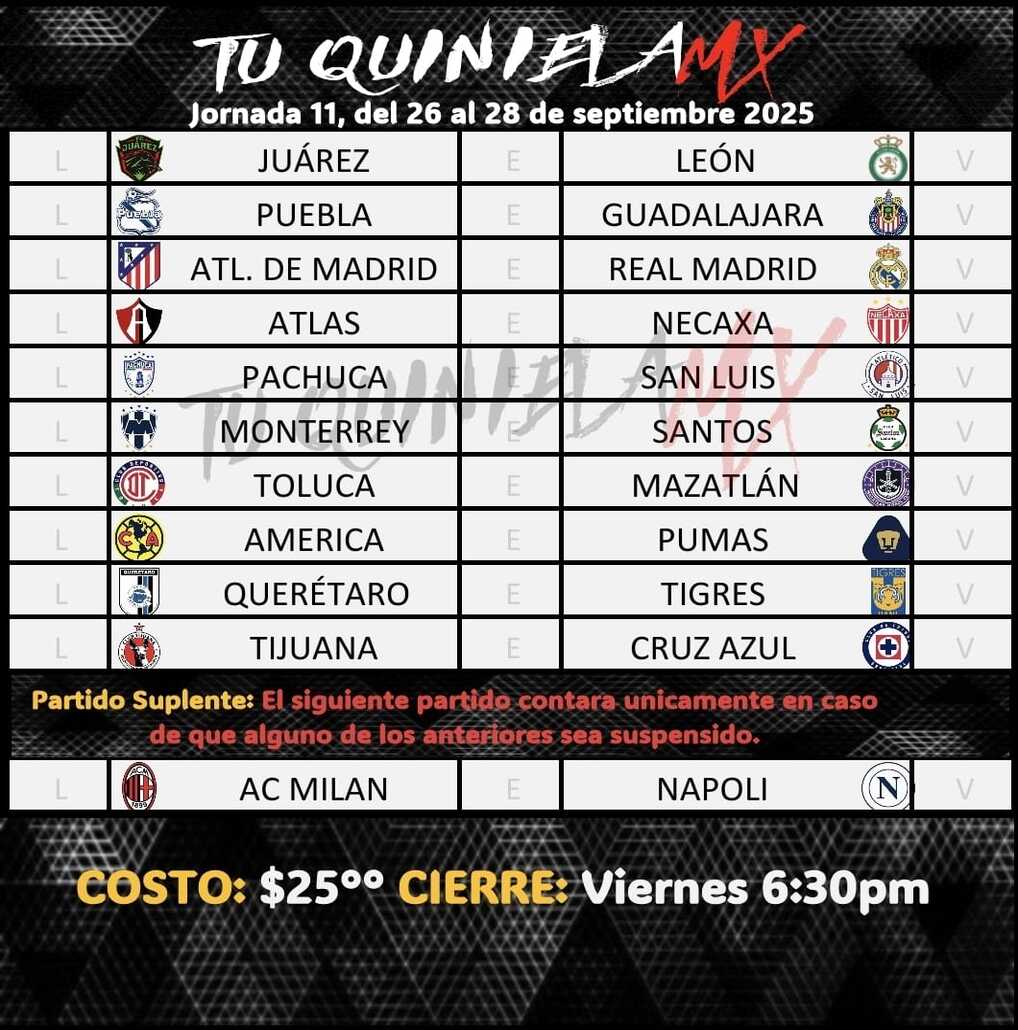 TU QUINIELAMX
Jornada 11, del 26 al 28 de septiembre 2025
L JUÁREZ E LEÓN V
L PUEBLA E GUADALAJARA V
L ATL. DE MADRID E REAL MADRID V
L ATLAS E NECAXA V
L PACHUCA E SAN LUIS V
L MONTERREY E SANTOS V
L TOLUCA E MAZATLÁN V
L AMERICA E PUMAS V
L QUERÉTARO E TIGRES V
L TIJUANA E CRUZ AZUL V
TU QUINIELAMX
Partido Suplente: El siguiente partido contara unicamente en caso
de que alguno de los anteriores sea suspendido.
L AC MILAN E NAPOLI V
COSTO: $25°° CIERRE: Viernes 6:30pm